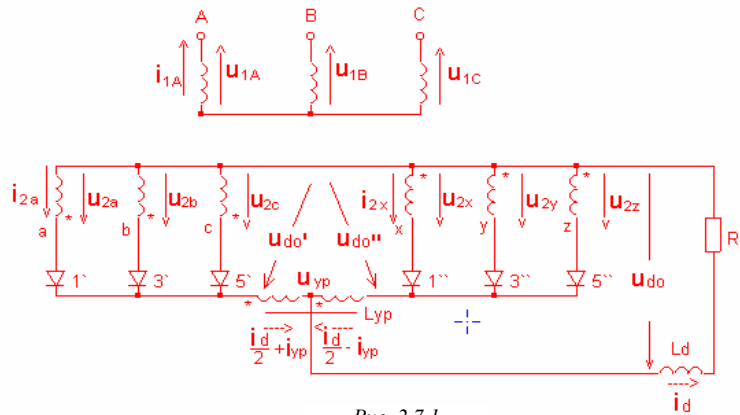 A B C
i1A u1A u1B u1C
i2a u2a u2b u2c i2x u2x u2y u2z
* * * * * *
a b c x y z
udo' udo"
R
1` 3` 5` uур 1`` 3`` 5`` udo
* * Lур
id/2 +iур id/2 - iур
Ld
id
Рис. 2.7.1